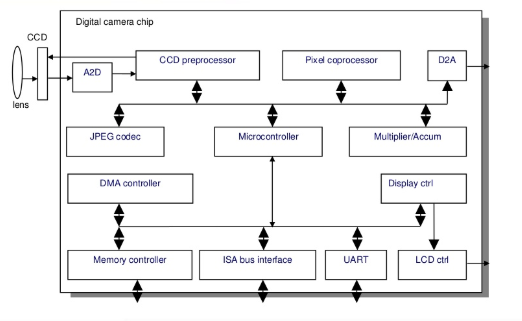 Digital camera chip
CCD
lens
A2D
CCD preprocessor
Pixel coprocessor
D2A
JPEG codec
Microcontroller
Multiplier/Accum
DMA controller
Display ctrl
Memory controller
ISA bus interface
UART
LCD ctrl